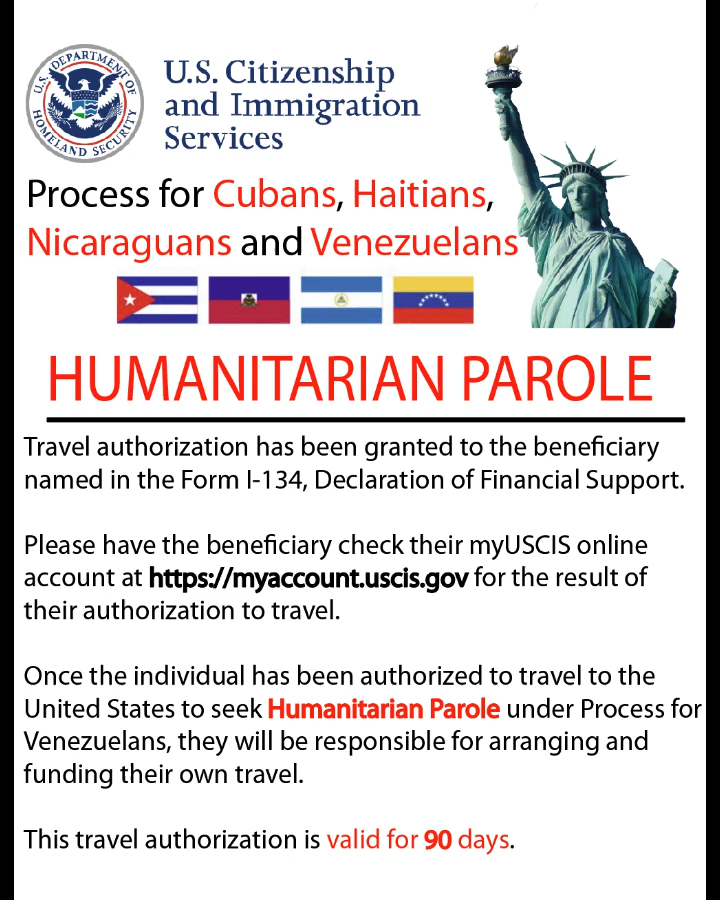 U.S. DEPARTMENT OF
HOMELAND SECURITY
U.S. Citizenship
and Immigration
Services
Process for Cubans, Haitians,
Nicaraguans and Venezuelans
HUMANITARIAN PAROLE
Travel authorization has been granted to the beneficiary
named in the Form I-134, Declaration of Financial Support.
Please have the beneficiary check their myUSCIS online
account at https://myaccount.uscis.gov for the result of
their authorization to travel.
Once the individual has been authorized to travel to the
United States to seek Humanitarian Parole under Process for
Venezuelans, they will be responsible for arranging and
funding their own travel.
This travel authorization is valid for 90 days.